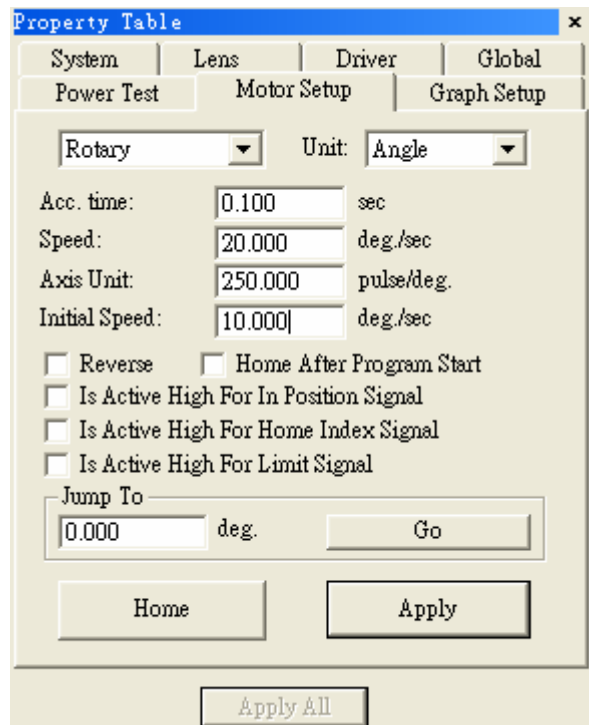 Property Table ×
System Lens Driver Global
Power Test Motor Setup Graph Setup
Rotary Unit: Angle
Acc. time: 0.100 sec
Speed: 20.000 deg./sec
Axis Unit: 250.000 pulse/deg.
Initial Speed: 10.000 deg./sec
Reverse Home After Program Start
Is Active High For In Position Signal
Is Active High For Home Index Signal
Is Active High For Limit Signal
Jump To
0.000 deg. Go
Home Apply
Apply All